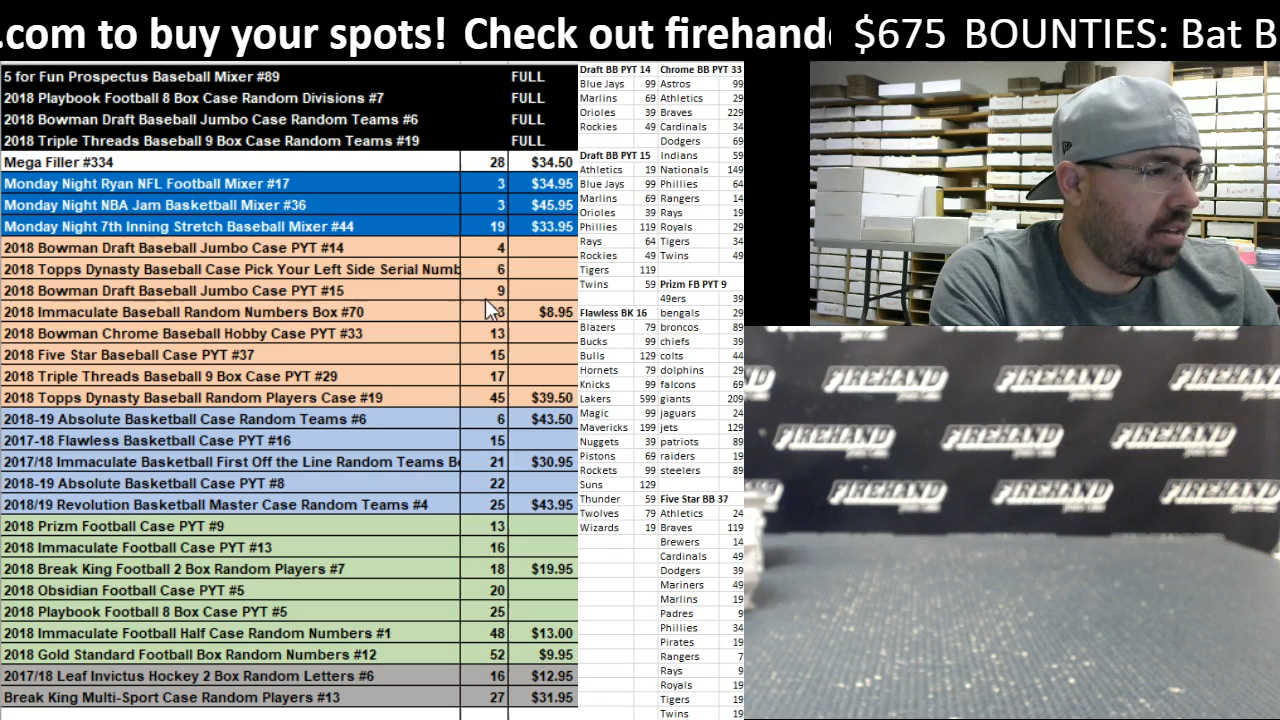 .com to buy your spots! Check out firehand
$675 BOUNTIES: Bat B
5 for Fun Prospectus Baseball Mixer #89 FULL
2018 Playbook Football 8 Box Case Random Divisions #7 FULL
2018 Bowman Draft Baseball Jumbo Case Random Teams #6 FULL
2018 Triple Threads Baseball 9 Box Case Random Teams #19 FULL
Mega Filler #334 28 $34.50
Monday Night Ryan NFL Football Mixer #17 3 $34.95
Monday Night NBA Jam Basketball Mixer #36 3 $45.95
Monday Night 7th Inning Stretch Baseball Mixer #44 19 $33.95
2018 Bowman Draft Baseball Jumbo Case PYT #14 4
2018 Topps Dynasty Baseball Case Pick Your Left Side Serial Numb 6
2018 Bowman Draft Baseball Jumbo Case PYT #15 9
2018 Immaculate Baseball Random Numbers Box #70 $8.95
2018 Bowman Chrome Baseball Hobby Case PYT #33 13
2018 Five Star Baseball Case PYT #37 15
2018 Triple Threads Baseball 9 Box Case PYT #29 17
2018 Topps Dynasty Baseball Random Players Case #19 45 $39.50
2018-19 Absolute Basketball Case Random Teams #6 6 $43.50
2017-18 Flawless Basketball Case PYT #16 15
2017/18 Immaculate Basketball First Off the Line Random Teams B 21 $30.95
2018-19 Absolute Basketball Case PYT #8 22
2018/19 Revolution Basketball Master Case Random Teams #4 25 $43.95
2018 Prizm Football Case PYT #9 13
2018 Immaculate Football Case PYT #13 16
2018 Break King Football 2 Box Random Players #7 18 $19.95
2018 Obsidian Football Case PYT #5 20
2018 Playbook Football 8 Box Case PYT #5 25
2018 Immaculate Football Half Case Random Numbers #1 48 $13.00
2018 Gold Standard Football Box Random Numbers #12 52 $9.95
2017/18 Leaf Invictus Hockey 2 Box Random Letters #6 16 $12.95
Break King Multi-Sport Case Random Players #13 27 $31.95
Draft BB PYT 14
Blue Jays 99
Marlins 69
Orioles 39
Rockies 49
Draft BB PYT 15
Athletics 19
Blue Jays 99
Marlins 69
Orioles 39
Phillies 119
Rays 64
Rockies 49
Tigers 119
Twins 59
Flawless BK 16
Blazers 79
Bucks 99
Bulls 129
Hornets 79
Knicks 99
Lakers 599
Magic 99
Mavericks 199
Nuggets 39
Pistons 69
Rockets 99
Suns 129
Thunder 59
Twolves 79
Wizards 19
Chrome BB PYT 33
Astros 99
Athletics 29
Braves 229
Cardinals 34
Dodgers 69
Indians 59
Nationals 149
Phillies 64
Rangers 14
Rays 19
Royals 29
Tigers 34
Twins 49
Prizm FB PYT 9
49ers 39
bengals 29
broncos 89
chiefs 39
colts 44
dolphins 29
falcons 69
giants 209
jaguars 24
jets 129
patriots 89
raiders 19
steelers 89
Five Star BB 37
Athletics 24
Braves 119
Brewers 14
Cardinals 49
Dodgers 39
Mariners 49
Marlins 19
Padres 9
Phillies 34
Pirates 19
Rangers 7
Rays 9
Royals 19
Tigers 19
Twins 19
FIREHAND FIREHAND FIREHAND
FIREHAND FIREHAND FIREHAND
FIREHAND FIREHAND FIREHAND